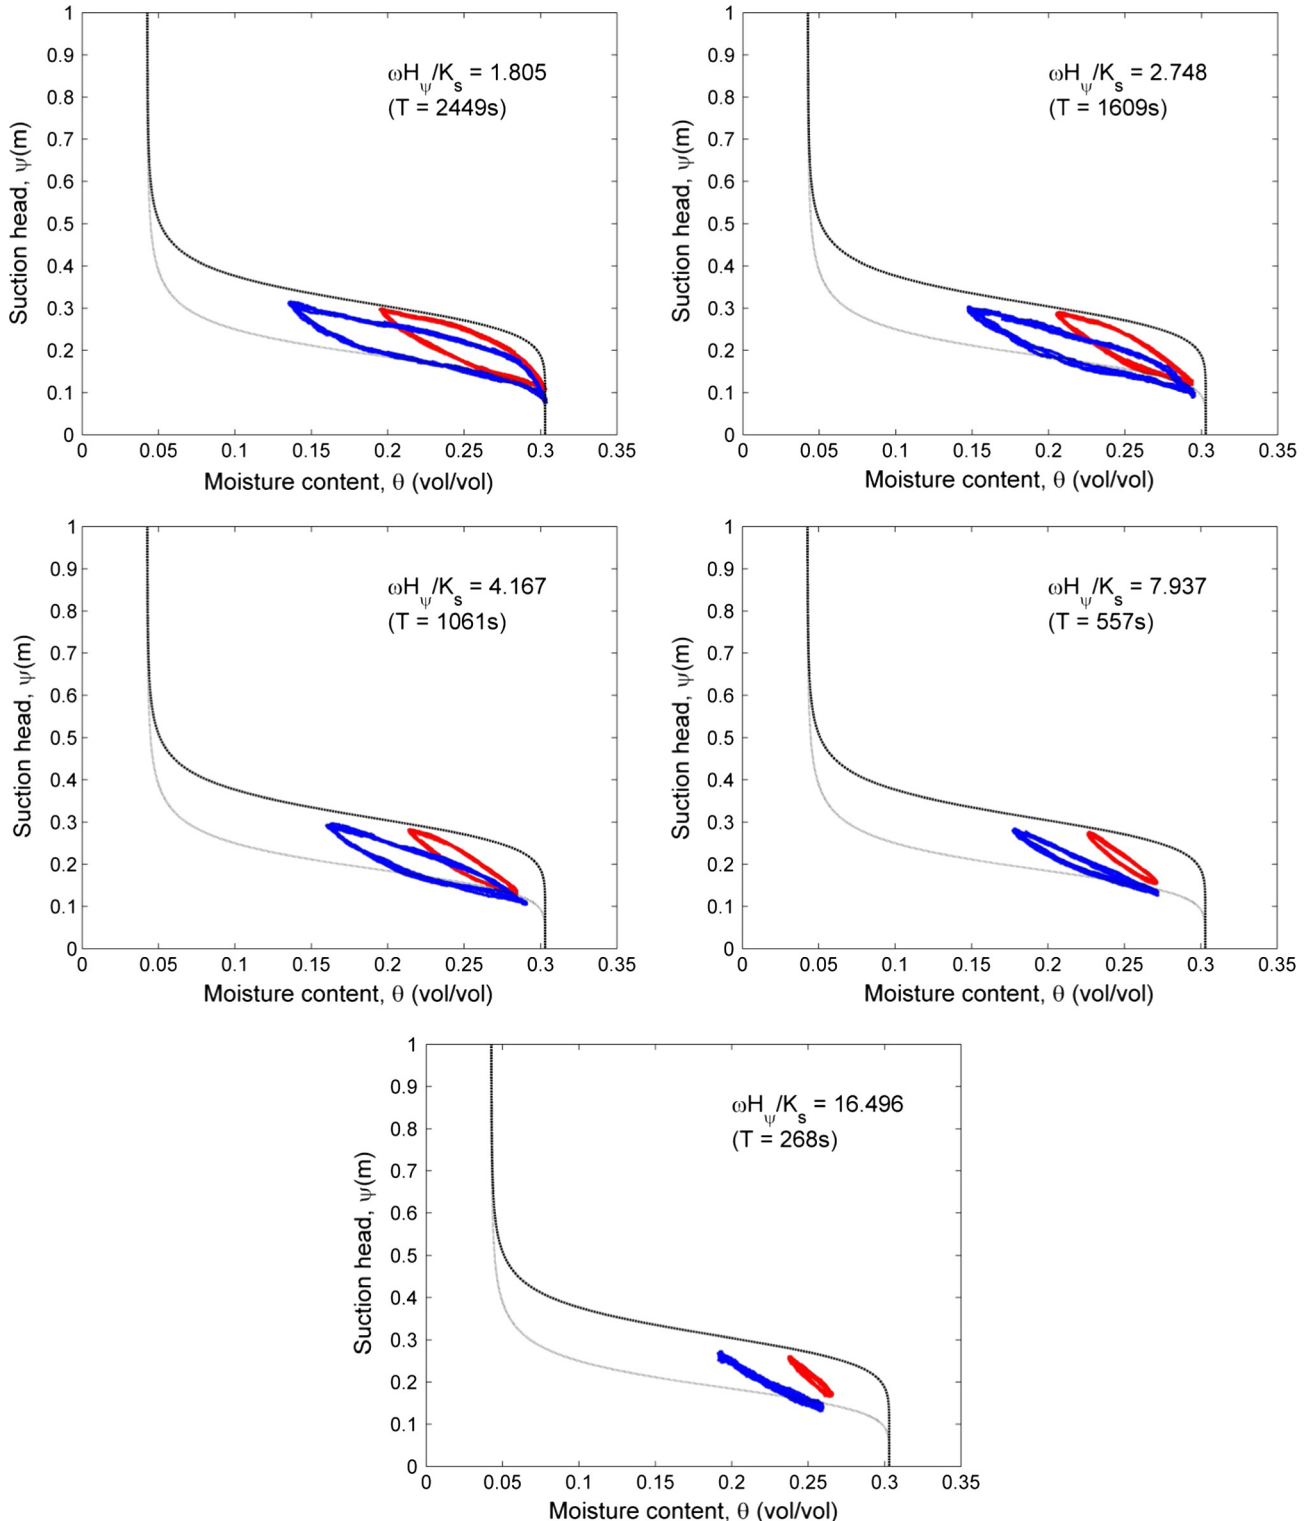 ωHψ/Ks = 1.805
(T = 2449s)
1
0.9
0.8
0.7
0.6
0.5
0.4
0.3
0.2
0.1
0
Suction head, ψ(m)
0 0.05 0.1 0.15 0.2 0.25 0.3 0.35
Moisture content, θ (vol/vol)
ωHψ/Ks = 2.748
(T = 1609s)
1
0.9
0.8
0.7
0.6
0.5
0.4
0.3
0.2
0.1
0
Suction head, ψ(m)
0 0.05 0.1 0.15 0.2 0.25 0.3 0.35
Moisture content, θ (vol/vol)
ωHψ/Ks = 4.167
(T = 1061s)
1
0.9
0.8
0.7
0.6
0.5
0.4
0.3
0.2
0.1
0
Suction head, ψ(m)
0 0.05 0.1 0.15 0.2 0.25 0.3 0.35
Moisture content, θ (vol/vol)
ωHψ/Ks = 7.937
(T = 557s)
1
0.9
0.8
0.7
0.6
0.5
0.4
0.3
0.2
0.1
0
Suction head, ψ(m)
0 0.05 0.1 0.15 0.2 0.25 0.3 0.35
Moisture content, θ (vol/vol)
ωHψ/Ks = 16.496
(T = 268s)
1
0.9
0.8
0.7
0.6
0.5
0.4
0.3
0.2
0.1
0
Suction head, ψ(m)
0 0.05 0.1 0.15 0.2 0.25 0.3 0.35
Moisture content, θ (vol/vol)